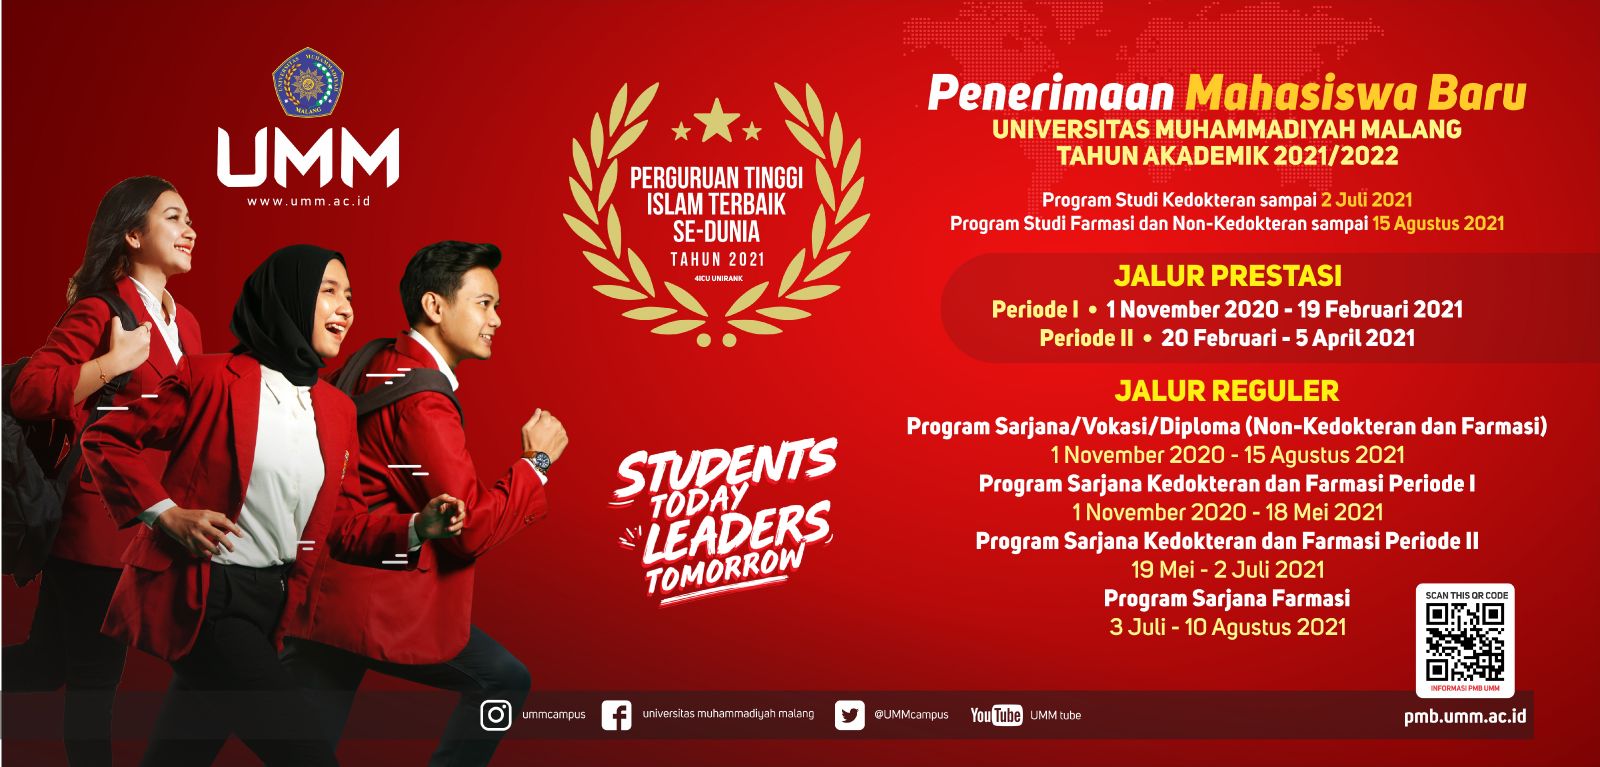 UNIVERSITAS MUHAMMADIYAH
MALANG
UMM
www.umm.ac.id
PERGURUAN TINGGI
ISLAM TERBAIK
SE-DUNIA
TAHUN 2021
4ICU UNIRANK
STUDENTS
TODAY
LEADERS
TOMORROW
Penerimaan Mahasiswa Baru
UNIVERSITAS MUHAMMADIYAH MALANG
TAHUN AKADEMIK 2021/2022
Program Studi Kedokteran sampai 2 Juli 2021
Program Studi Farmasi dan Non-Kedokteran sampai 15 Agustus 2021
JALUR PRESTASI
Periode I • 1 November 2020 - 19 Februari 2021
Periode II • 20 Februari - 5 April 2021
JALUR REGULER
Program Sarjana/Vokasi/Diploma (Non-Kedokteran dan Farmasi)
1 November 2020 - 15 Agustus 2021
Program Sarjana Kedokteran dan Farmasi Periode I
1 November 2020 - 18 Mei 2021
Program Sarjana Kedokteran dan Farmasi Periode II
19 Mei - 2 Juli 2021
Program Sarjana Farmasi
3 Juli - 10 Agustus 2021
SCAN THIS QR CODE
INFORMASI PMB UMM
ummcampus
universitas muhammadiyah malang
@UMMcampus
YouTube UMM tube
pmb.umm.ac.id